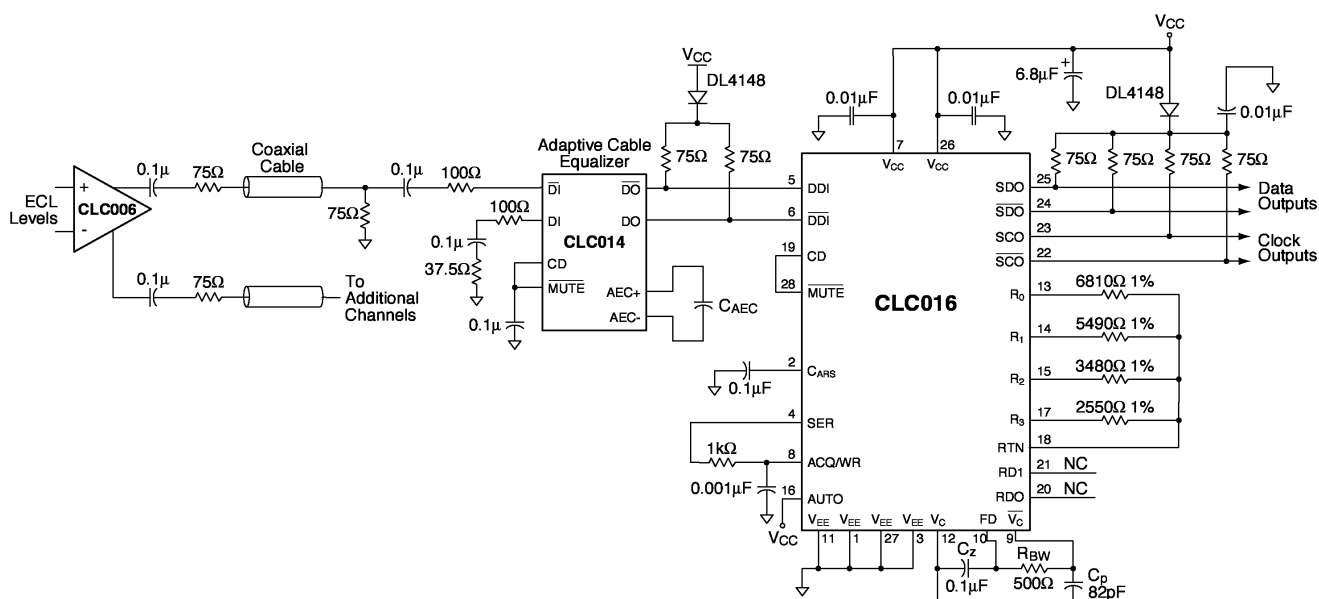 VCC
VCC
DL4148
6.8µF
+
DL4148
0.01µF
0.01µF
0.01µF
Coaxial
Cable
0.1µ
75Ω
0.1µ
100Ω
Adaptive Cable
Equalizer
75Ω
75Ω
7
26
VCC
VCC
75Ω
75Ω
75Ω
75Ω
ECL
Levels
+
-
CLC006
75Ω
DI
DO
5
DDI
SDO
25
Data
Outputs
100Ω
DI
DO
6
DDI
SDO
24
CLC014
SCO
23
Clock
Outputs
0.1µ
37.5Ω
CD
MUTE
19
CD
SCO
22
0.1µ
75Ω
To
Additional
Channels
AEC+
AEC-
CAEC
28
MUTE
CLC016
R0
13
6810Ω 1%
0.1µ
R1
14
5490Ω 1%
2
CARS
0.1µF
R2
15
3480Ω 1%
4
SER
R3
17
2550Ω 1%
1kΩ
8
ACQ/WR
RTN
18
0.001µF
RD1
21
NC
16
AUTO
RDO
20
NC
VCC
VEE
VEE
VEE
VEE
VC
FD
VC
11
1
27
3
12
10
9
CZ
0.1µF
RBW
500Ω
CP
82pF